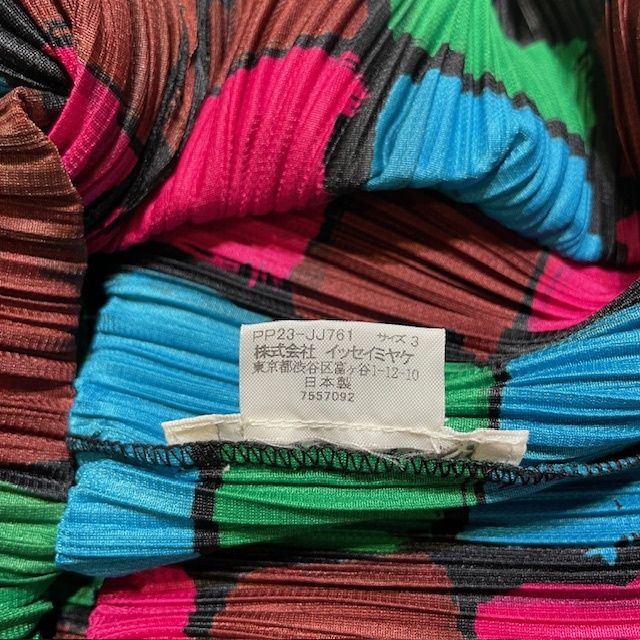 PP23-JJ761 サイズ 3
株式会社 イッセイミヤケ
東京都渋谷区富ヶ谷1-12-10
日本製
7557092